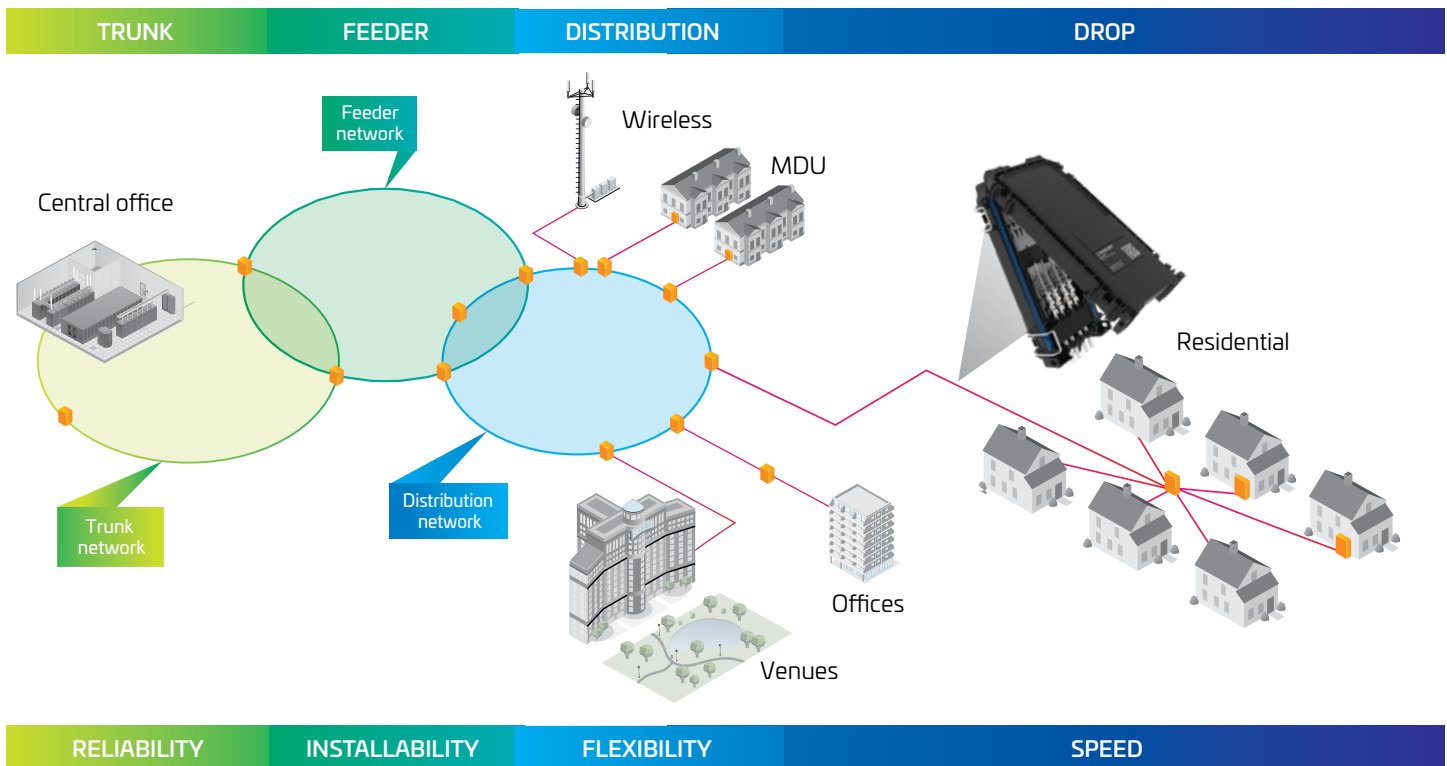 TRUNK
FEEDER
DISTRIBUTION
DROP
Feeder
network
Wireless
MDU
Central office
Residential
Distribution
network
Trunk
network
Offices
Venues
RELIABILITY
INSTALLABILITY
FLEXIBILITY
SPEED